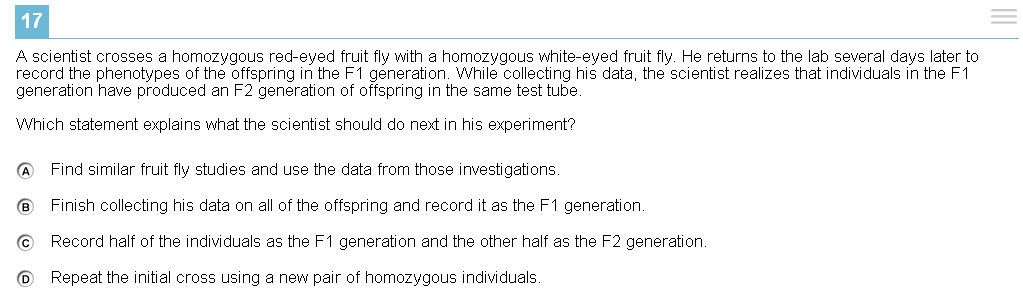 17
A scientist crosses a homozygous red-eyed fruit fly with a homozygous white-eyed fruit fly. He returns to the lab several days later to
record the phenotypes of the offspring in the F1 generation. While collecting his data, the scientist realizes that individuals in the F1
generation have produced an F2 generation of offspring in the same test tube.
Which statement explains what the scientist should do next in his experiment?
A Find similar fruit fly studies and use the data from those investigations.
B Finish collecting his data on all of the offspring and record it as the F1 generation.
C Record half of the individuals as the F1 generation and the other half as the F2 generation.
D Repeat the initial cross using a new pair of homozygous individuals.